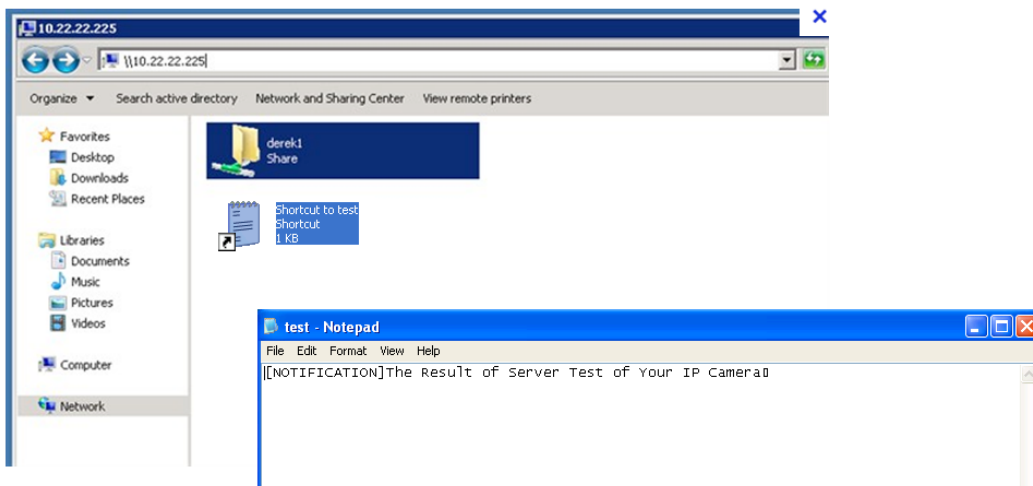 10.22.22.225
\\10.22.22.225
Organize Search active directory Network and Sharing Center View remote printers
Favorites
Desktop
Downloads
Recent Places
Libraries
Documents
Music
Pictures
Videos
Computer
Network
derek1
Share
Shortcut to test
Shortcut
1 KB
test - Notepad
File Edit Format View Help
[NOTIFICATION]The Result of Server Test of Your IP Camera▯